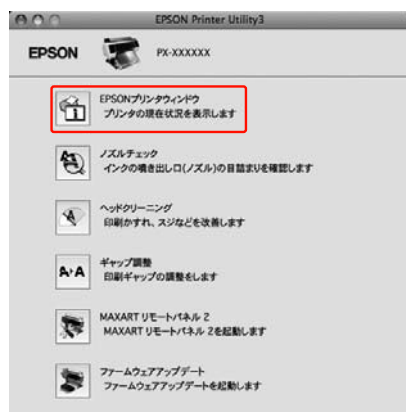 EPSON Printer Utility3
EPSON PX-XXXXXX
EPSONプリンタウィンドウ
プリンタの現在状況を表示します
ノズルチェック
インクの噴き出し口(ノズル)の目詰まりを確認します
ヘッドクリーニング
印刷かすれ、スジなどを改善します
ギャップ調整
印刷ギャップの調整をします
MAXART リモートパネル 2
MAXART リモートパネル 2を起動します
ファームウェアアップデート
ファームウェアアップデートを起動します